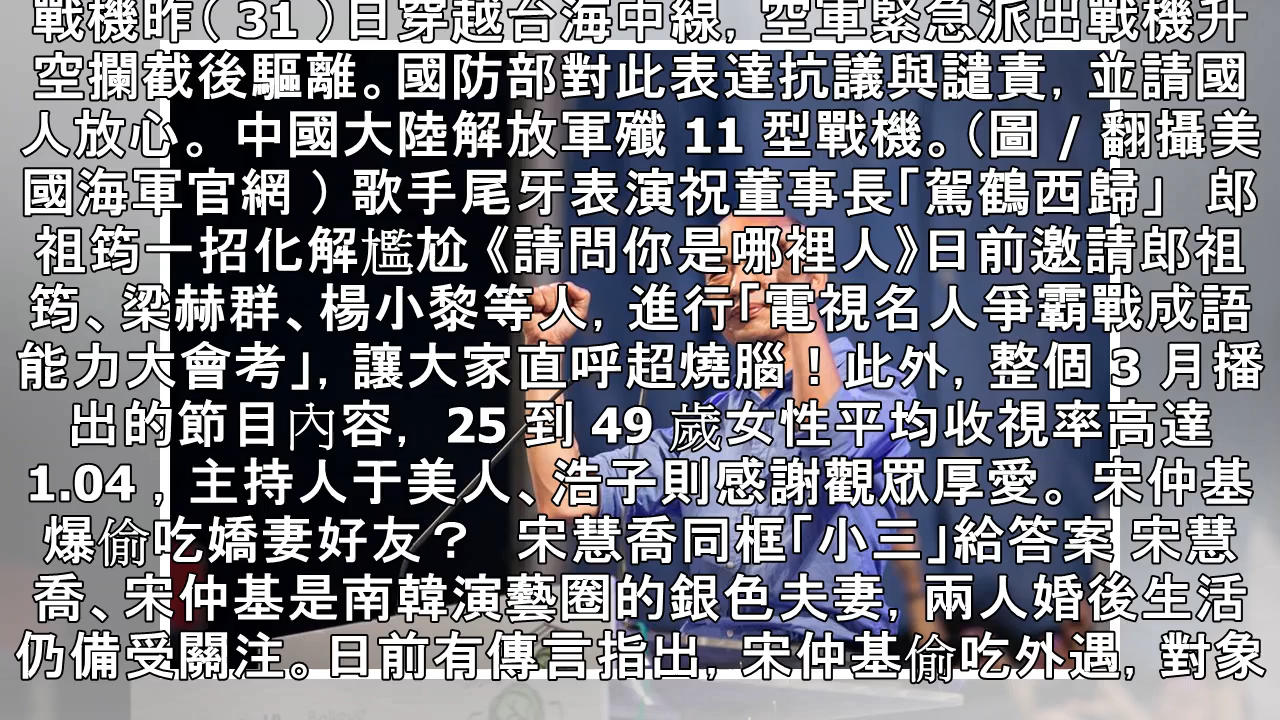 戰機昨（31）日穿越台海中線，空軍緊急派出戰機升
空攔截後驅離。國防部對此表達抗議與譴責，並請國
人放心。中國大陸解放軍殲 11 型戰機。（圖 / 翻攝美
國海軍官網）歌手尾牙表演祝董事長「駕鶴西歸」 郎
祖筠一招化解尷尬《請問你是哪裡人》日前邀請郎祖
筠、梁赫群、楊小黎等人，進行「電視名人爭霸戰成語
能力大會考」，讓大家直呼超燒腦！此外，整個 3 月播
出的節目內容，25 到 49 歲女性平均收視率高達
1.04，主持人于美人、浩子則感謝觀眾厚愛。宋仲基
爆偷吃嬌妻好友？ 宋慧喬同框「小三」給答案 宋慧
喬、宋仲基是南韓演藝圈的銀色夫妻，兩人婚後生活
仍備受關注。日前有傳言指出，宋仲基偷吃外遇，對象